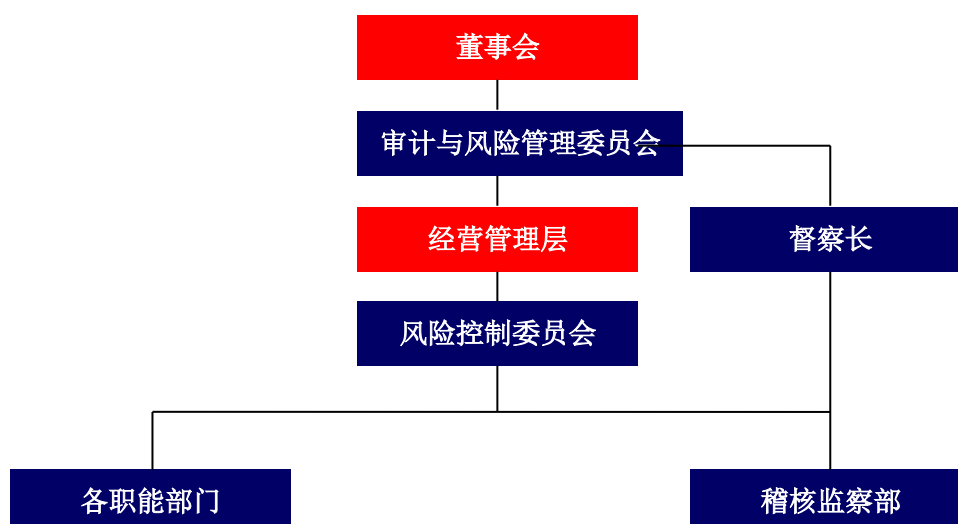 董事会
审计与风险管理委员会
经营管理层
督察长
风险控制委员会
各职能部门
稽核监察部